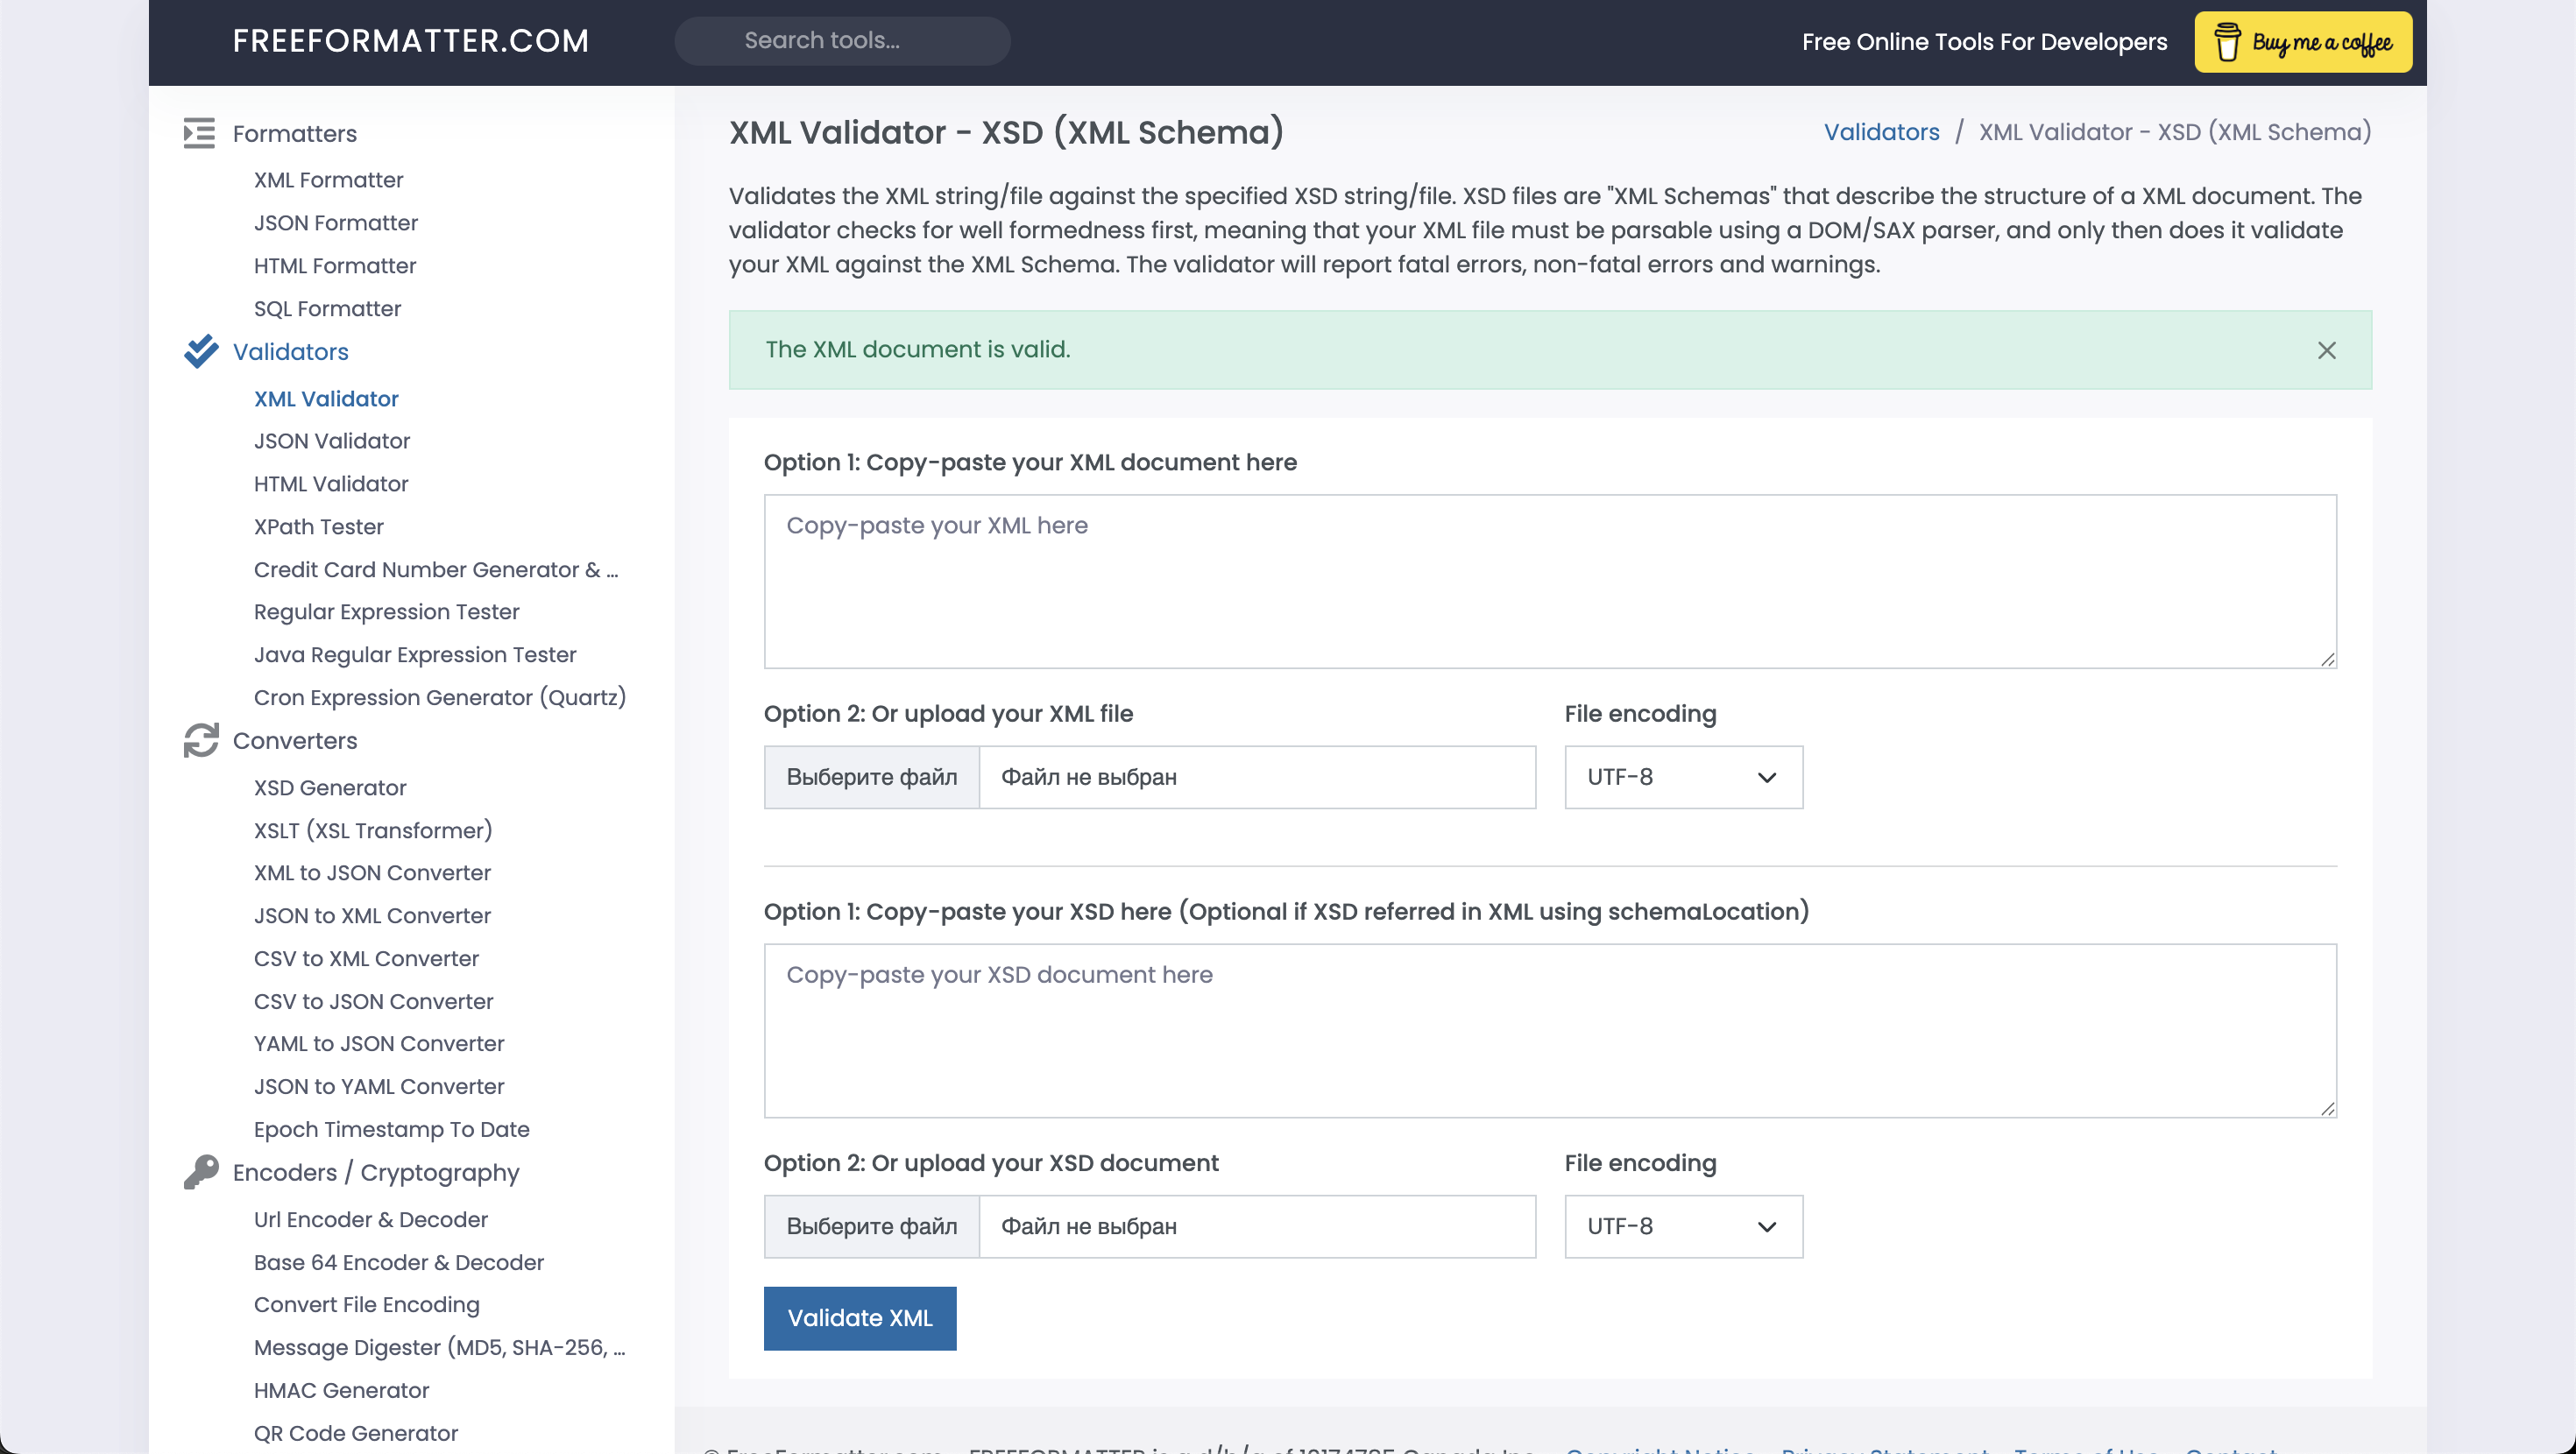 FREEFORMATTER.COM
Search tools...
Free Online Tools For Developers
Buy me a coffee
Formatters
XML Formatter
JSON Formatter
HTML Formatter
SQL Formatter
Validators
XML Validator
JSON Validator
HTML Validator
XPath Tester
Credit Card Number Generator & ...
Regular Expression Tester
Java Regular Expression Tester
Cron Expression Generator (Quartz)
Converters
XSD Generator
XSLT (XSL Transformer)
XML to JSON Converter
JSON to XML Converter
CSV to XML Converter
CSV to JSON Converter
YAML to JSON Converter
JSON to YAML Converter
Epoch Timestamp To Date
Encoders / Cryptography
Url Encoder & Decoder
Base 64 Encoder & Decoder
Convert File Encoding
Message Digester (MD5, SHA-256, ...
HMAC Generator
QR Code Generator
XML Validator - XSD (XML Schema)
Validators / XML Validator - XSD (XML Schema)
Validates the XML string/file against the specified XSD string/file. XSD files are "XML Schemas" that describe the structure of a XML document. The
validator checks for well formedness first, meaning that your XML file must be parsable using a DOM/SAX parser, and only then does it validate
your XML against the XML Schema. The validator will report fatal errors, non-fatal errors and warnings.
The XML document is valid.
Option 1: Copy-paste your XML document here
Copy-paste your XML here
Option 2: Or upload your XML file
File encoding
Выберите файл
Файл не выбран
UTF-8
Option 1: Copy-paste your XSD here (Optional if XSD referred in XML using schemaLocation)
Copy-paste your XSD document here
Option 2: Or upload your XSD document
File encoding
Выберите файл
Файл не выбран
UTF-8
Validate XML